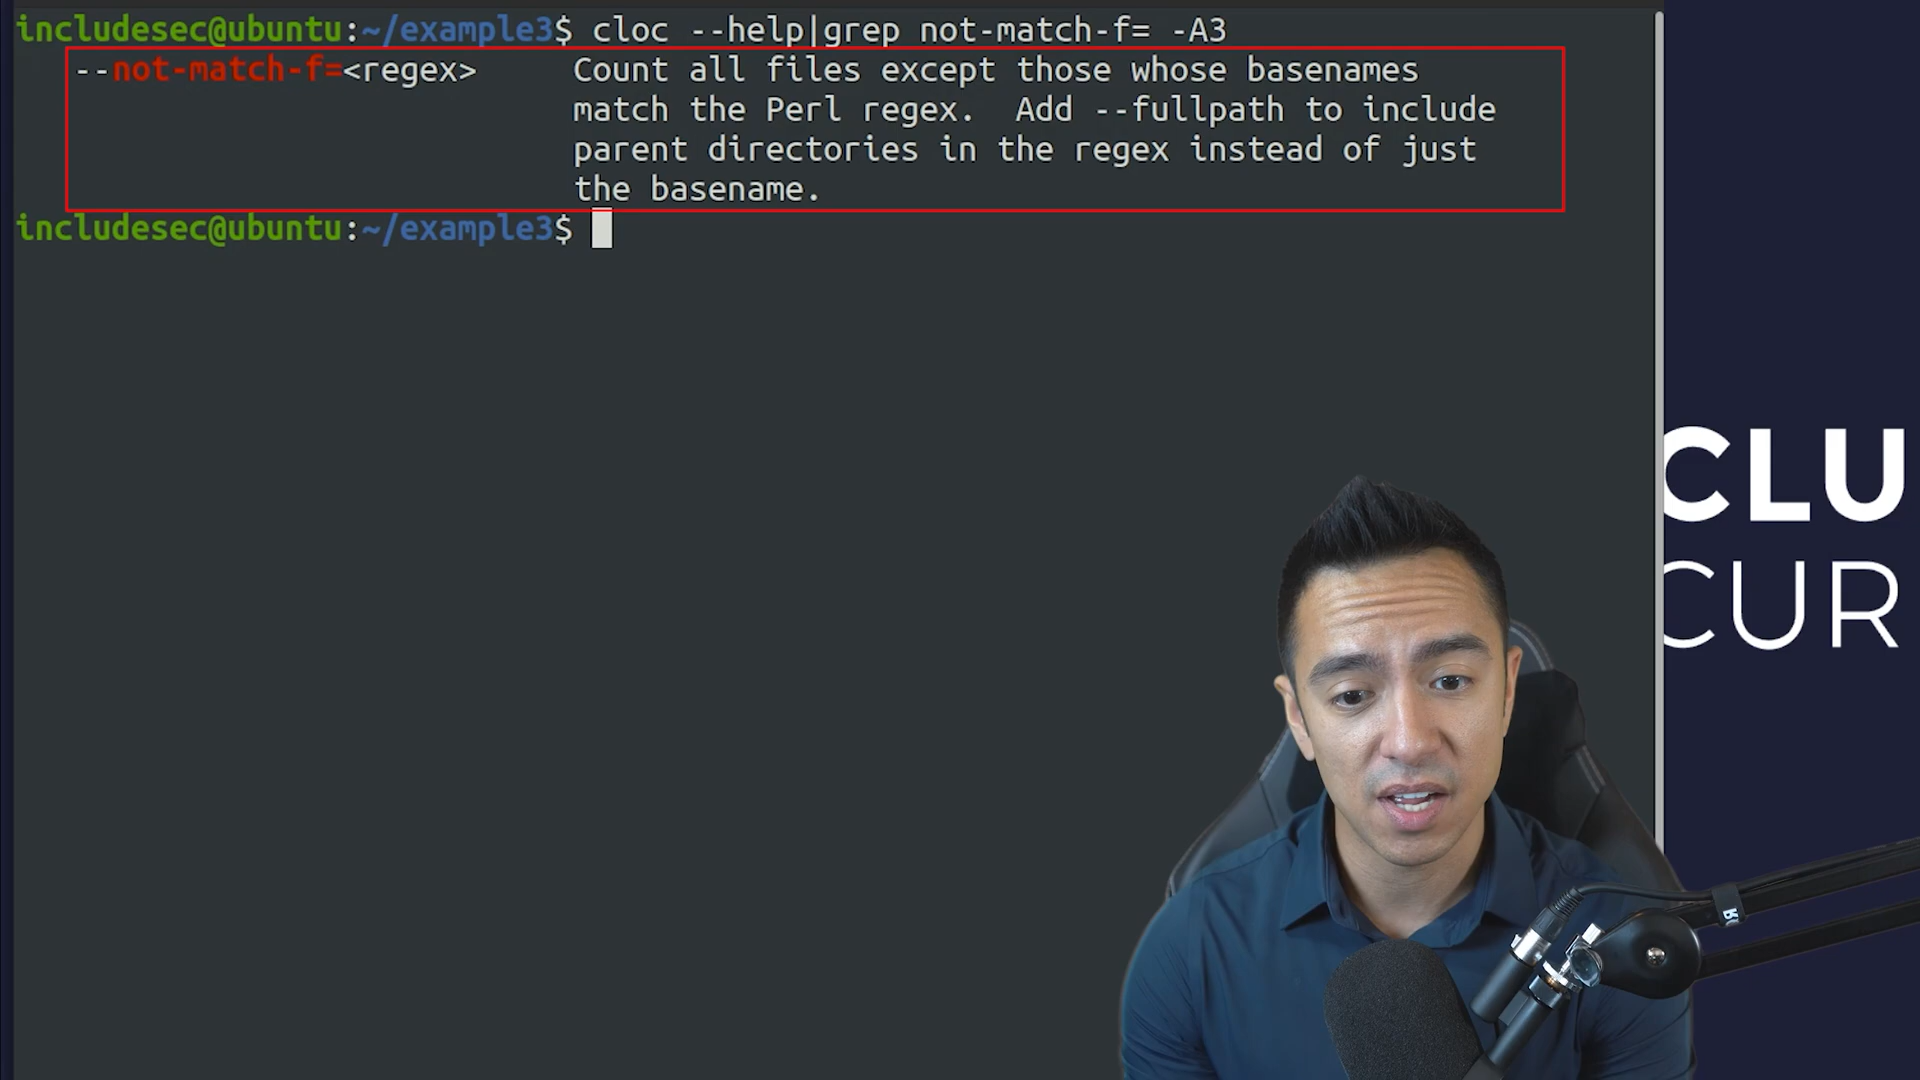 includesec@ubuntu:~/example3$ cloc --help|grep not-match-f= -A3
--not-match-f=<regex> Count all files except those whose basenames
match the Perl regex.  Add --fullpath to include
parent directories in the regex instead of just
the basename.
includesec@ubuntu:~/example3$
CLU
CUR